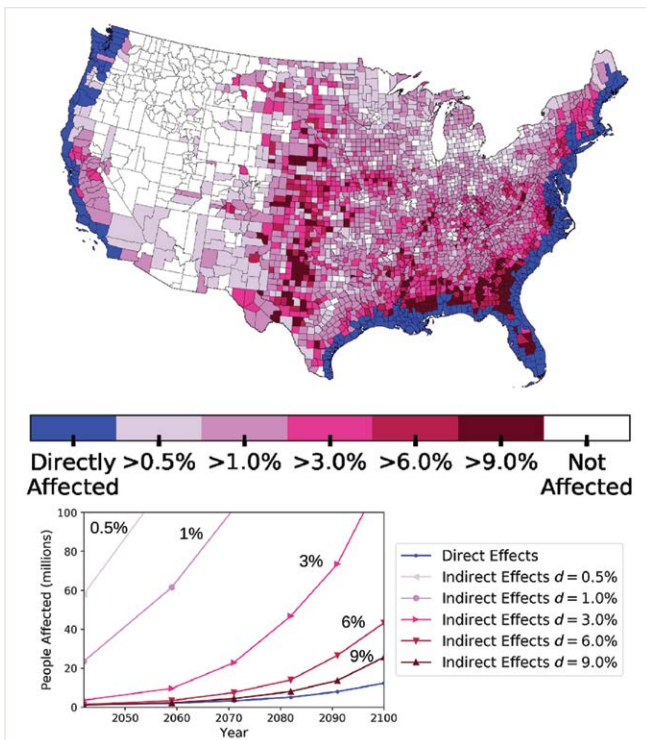 Directly Affected
>0.5%
>1.0%
>3.0%
>6.0%
>9.0%
Not Affected
100
80
60
40
20
0
People Affected (millions)
0.5%
1%
3%
6%
9%
2050
2060
2070
2080
2090
2100
Year
Direct Effects
Indirect Effects d = 0.5%
Indirect Effects d = 1.0%
Indirect Effects d = 3.0%
Indirect Effects d = 6.0%
Indirect Effects d = 9.0%